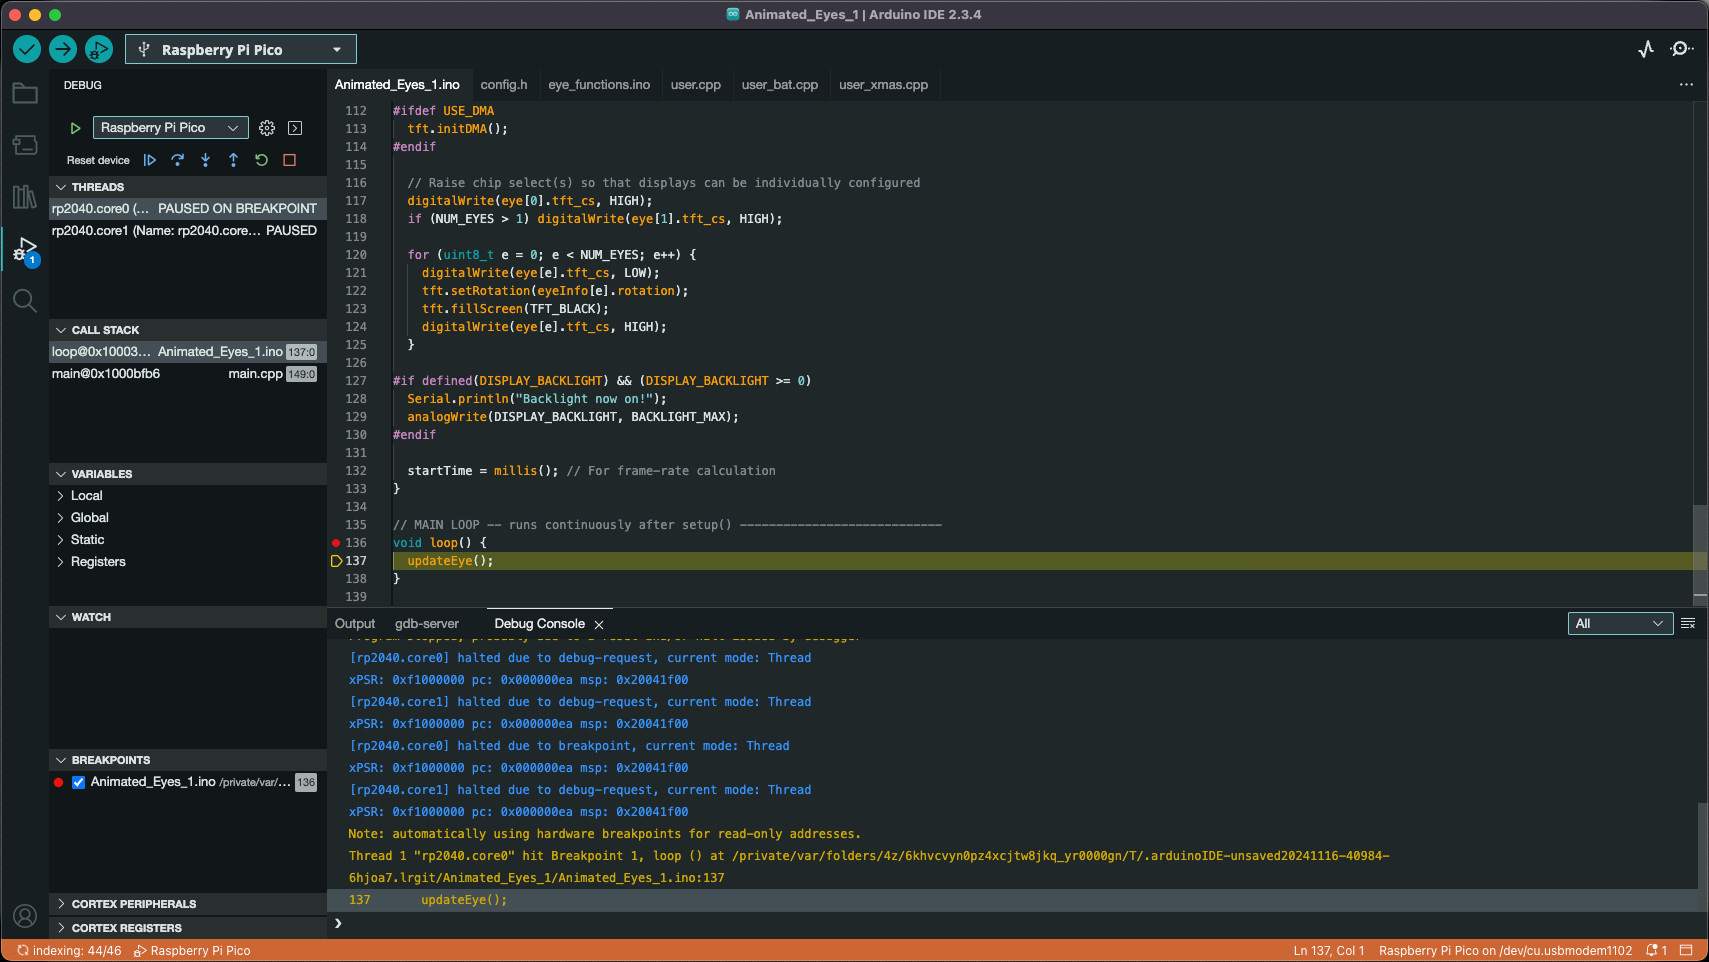 Animated_Eyes_1 | Arduino IDE 2.3.4
Raspberry Pi Pico
DEBUG
Raspberry Pi Pico
Reset device
THREADS
rp2040.core0 (... PAUSED ON BREAKPOINT
rp2040.core1 (Name: rp2040.core... PAUSED
1
CALL STACK
loop@0x10003... Animated_Eyes_1.ino 137:0
main@0x1000bfb6 main.cpp 149:0
VARIABLES
Local
Global
Static
Registers
WATCH
BREAKPOINTS
Animated_Eyes_1.ino /private/var/... 136
CORTEX PERIPHERALS
CORTEX REGISTERS
Animated_Eyes_1.ino config.h eye_functions.ino user.cpp user_bat.cpp user_xmas.cpp
112 #ifdef USE_DMA
113 tft.initDMA();
114 #endif
115
116 // Raise chip select(s) so that displays can be individually configured
117 digitalWrite(eye[0].tft_cs, HIGH);
118 if (NUM_EYES > 1) digitalWrite(eye[1].tft_cs, HIGH);
119
120 for (uint8_t e = 0; e < NUM_EYES; e++) {
121 digitalWrite(eye[e].tft_cs, LOW);
122 tft.setRotation(eyeInfo[e].rotation);
123 tft.fillScreen(TFT_BLACK);
124 digitalWrite(eye[e].tft_cs, HIGH);
125 }
126
127 #if defined(DISPLAY_BACKLIGHT) && (DISPLAY_BACKLIGHT >= 0)
128 Serial.println("Backlight now on!");
129 analogWrite(DISPLAY_BACKLIGHT, BACKLIGHT_MAX);
130 #endif
131
132 startTime = millis(); // For frame-rate calculation
133 }
134
135 // MAIN LOOP -- runs continuously after setup() ----------------------------
136 void loop() {
137 updateEye();
138 }
139
Output gdb-server Debug Console
All
[rp2040.core0] halted due to debug-request, current mode: Thread
xPSR: 0xf1000000 pc: 0x000000ea msp: 0x20041f00
[rp2040.core1] halted due to debug-request, current mode: Thread
xPSR: 0xf1000000 pc: 0x000000ea msp: 0x20041f00
[rp2040.core0] halted due to breakpoint, current mode: Thread
xPSR: 0xf1000000 pc: 0x000000ea msp: 0x20041f00
[rp2040.core1] halted due to debug-request, current mode: Thread
xPSR: 0xf1000000 pc: 0x000000ea msp: 0x20041f00
Note: automatically using hardware breakpoints for read-only addresses.
Thread 1 "rp2040.core0" hit Breakpoint 1, loop () at /private/var/folders/4z/6khvcvyn0pz4xcjtw8jkq_yr0000gn/T/.arduinoIDE-unsaved20241116-40984-
6hjoa7.lrgit/Animated_Eyes_1/Animated_Eyes_1.ino:137
137 updateEye();
indexing: 44/46 Raspberry Pi Pico
Ln 137, Col 1 Raspberry Pi Pico on /dev/cu.usbmodem1102 1